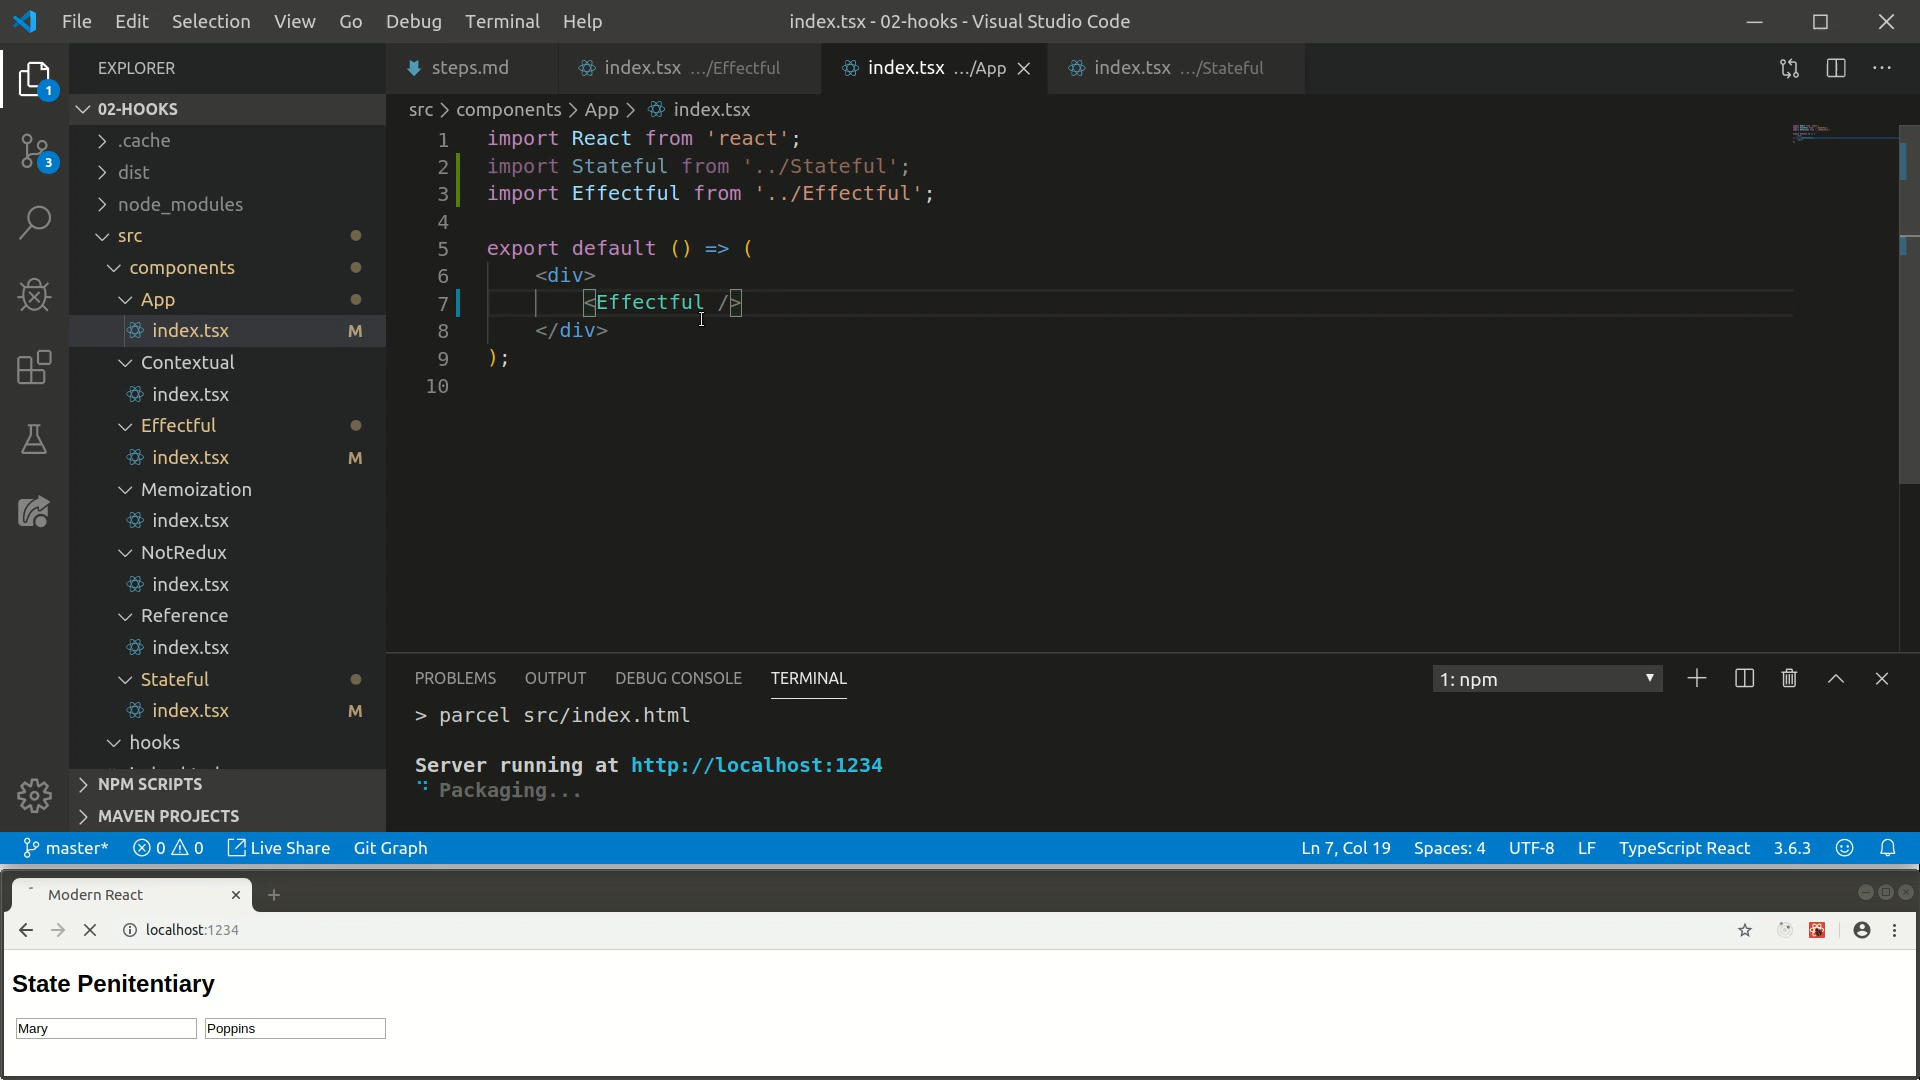 File Edit Selection View Go Debug Terminal Help
index.tsx - 02-hooks - Visual Studio Code
EXPLORER
02-HOOKS
.cache
dist
node_modules
src
components
App
index.tsx M
Contextual
index.tsx
Effectful
index.tsx M
Memoization
index.tsx
NotRedux
index.tsx
Reference
index.tsx
Stateful
index.tsx M
hooks
NPM SCRIPTS
MAVEN PROJECTS
1
3
steps.md index.tsx .../Effectful index.tsx .../App index.tsx .../Stateful
src > components > App > index.tsx
1 import React from 'react';
2 import Stateful from '../Stateful';
3 import Effectful from '../Effectful';
4
5 export default () => (
6 <div>
7 <Effectful />
8 </div>
9 );
10
PROBLEMS OUTPUT DEBUG CONSOLE TERMINAL 1: npm
> parcel src/index.html
Server running at http://localhost:1234
Packaging...
master* 0 0 Live Share Git Graph Ln 7, Col 19 Spaces: 4 UTF-8 LF TypeScript React 3.6.3
Modern React
localhost:1234
State Penitentiary
Mary Poppins